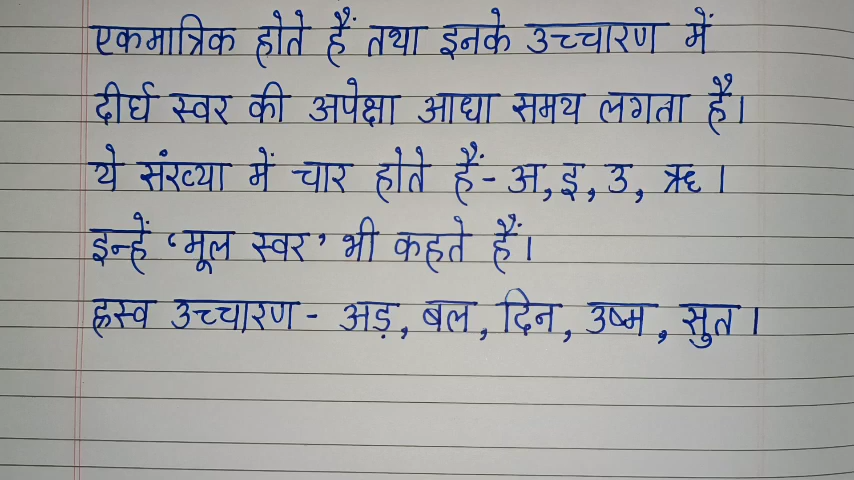 एकमात्रिक होते हैं तथा इनके उच्चारण में
दीर्घ स्वर की अपेक्षा आधा समय लगता है।
ये संख्या में चार होते हैं- अ, इ, उ, ऋ।
इन्हें ‘मूल स्वर’ भी कहते हैं।
ह्रस्व उच्चारण - अड़, बल, दिन, उष्म, सुत।